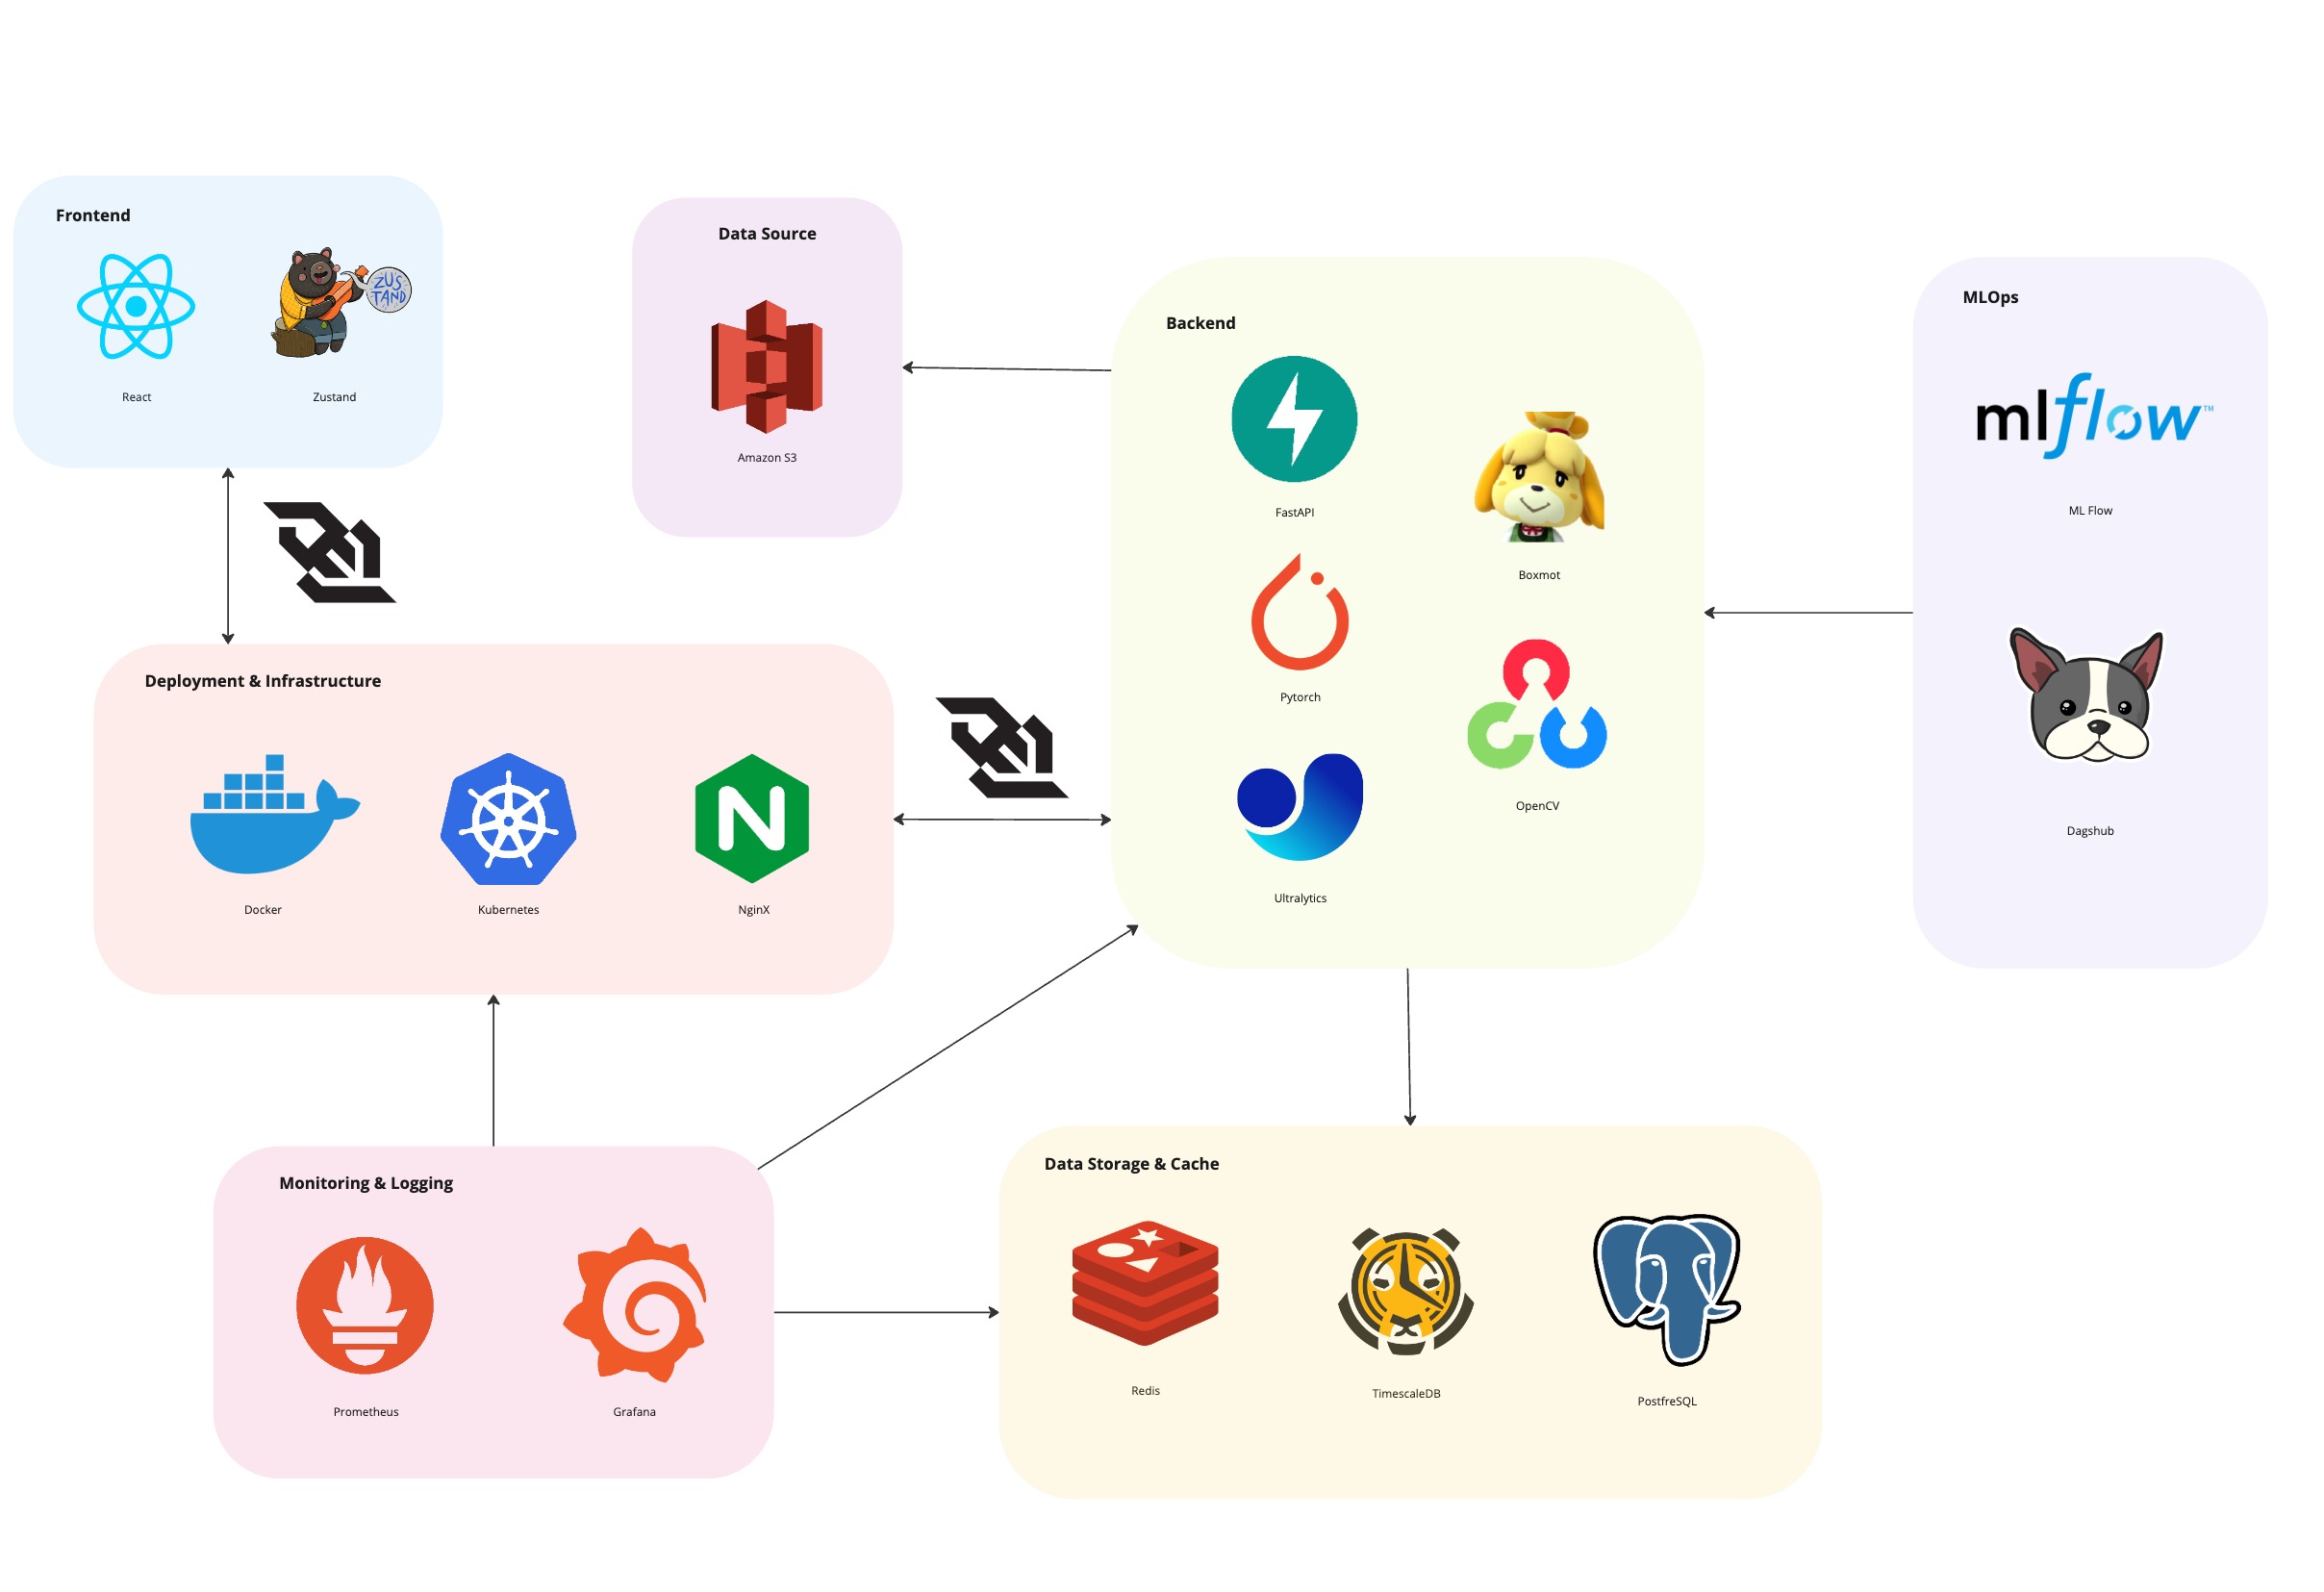 Frontend
ZUS
TAND
React
Zustand
Data Source
Amazon S3
Backend
FastAPI
Boxmot
Pytorch
OpenCV
Ultralytics
MLOps
mlflow™
ML Flow
Dagshub
Deployment & Infrastructure
N
Docker
Kubernetes
NginX
Monitoring & Logging
Prometheus
Grafana
Data Storage & Cache
Redis
TimescaleDB
PostfreSQL